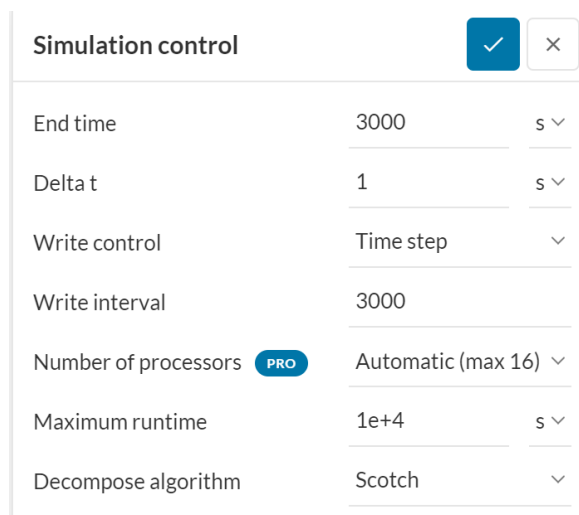 Simulation control
End time 3000 s
Delta t 1 s
Write control Time step
Write interval 3000
Number of processors PRO Automatic (max 16)
Maximum runtime 1e+4 s
Decompose algorithm Scotch